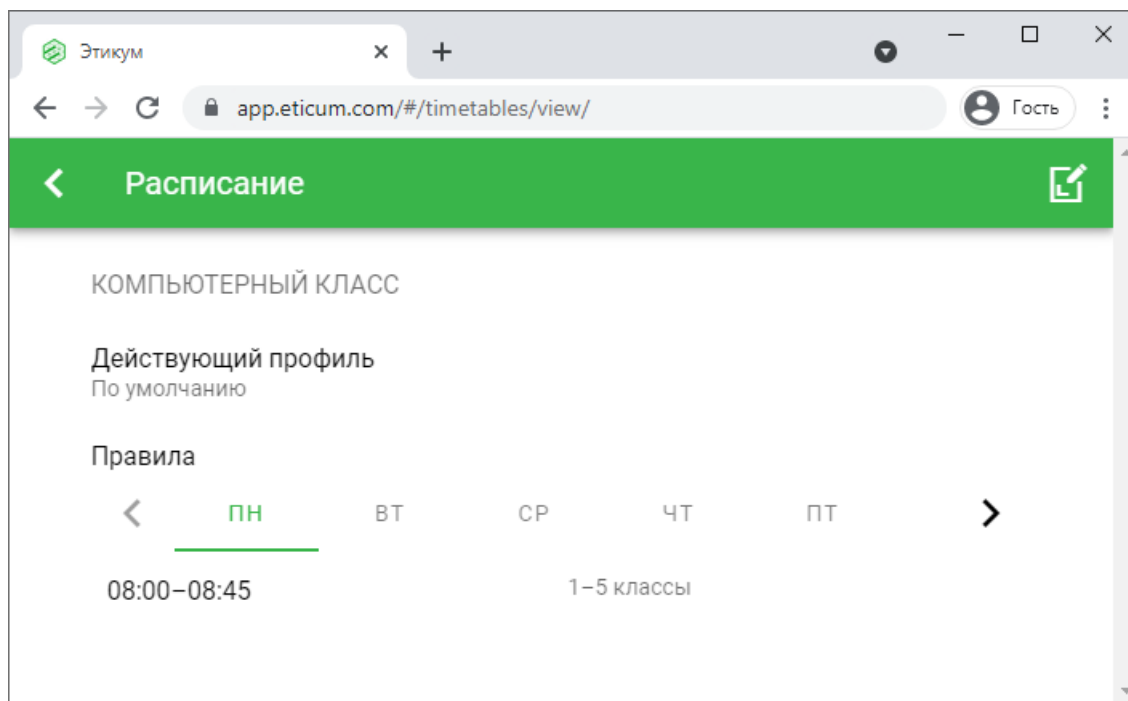 Этикум
app.eticum.com/#/timetables/view/
Гость
Расписание
КОМПЬЮТЕРНЫЙ КЛАСС
Действующий профиль
По умолчанию
Правила
ПН ВТ СР ЧТ ПТ
08:00–08:45 1–5 классы